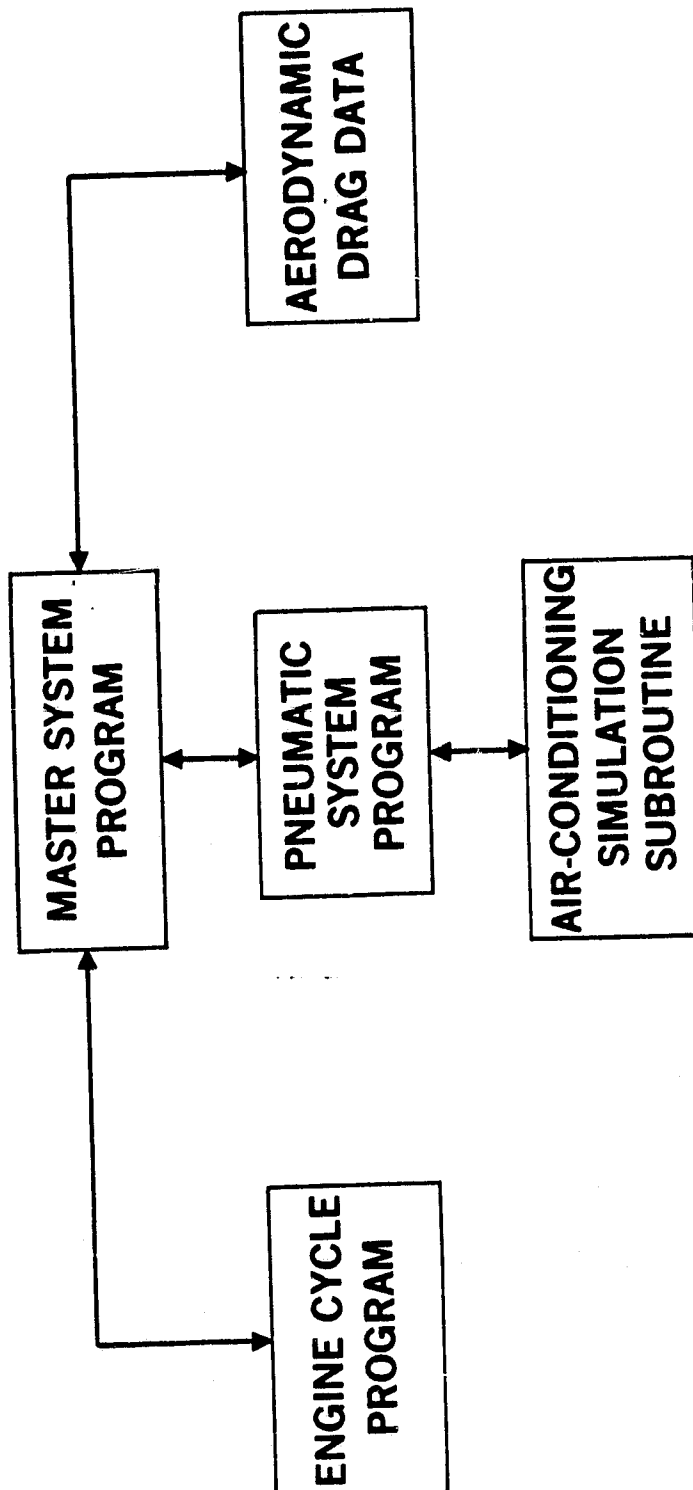 MASTER SYSTEM
PROGRAM
ENGINE CYCLE
PROGRAM
PNEUMATIC
SYSTEM
PROGRAM
AERODYNAMIC
DRAG DATA
AIR-CONDITIONING
SIMULATION
SUBROUTINE